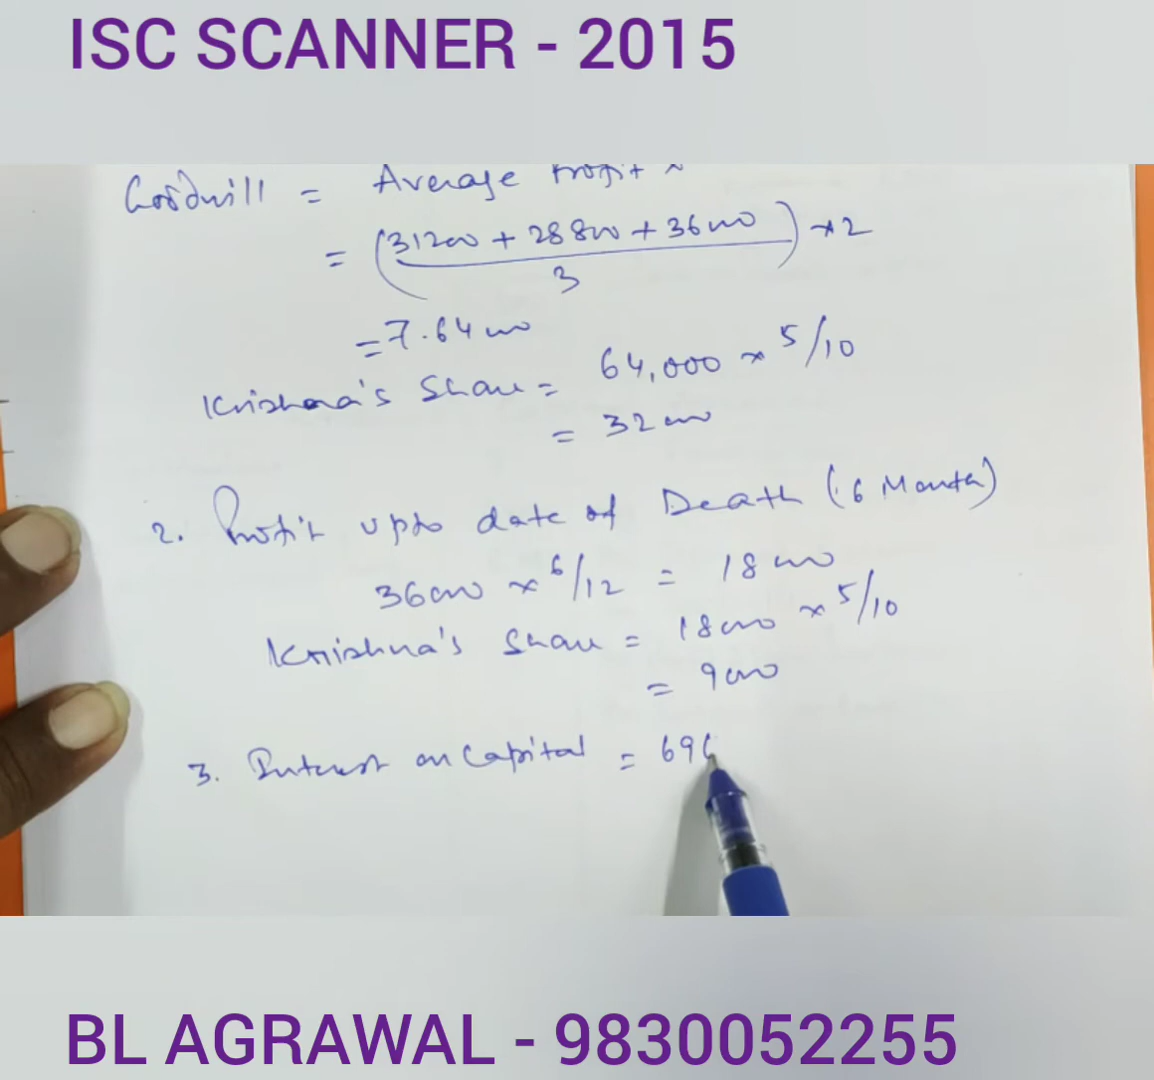 ISC SCANNER - 2015
Goodwill = Average Profit ×
= (31200 + 28800 + 36000 / 3) × 2
= ₹.64000
Krishna's Share = 64,000 × 5/10
= 32000
2. Profit upto date of Death (6 Month)
36000 × 6/12 = 18000
Krishna's Share = 18000 × 5/10
= 9000
3. Interest on Capital = 696
BL AGRAWAL - 9830052255